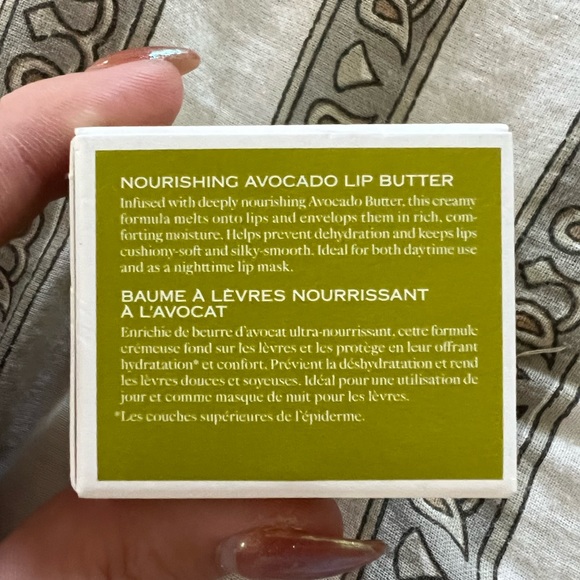 NOURISHING AVOCADO LIP BUTTER
Infused with deeply nourishing Avocado Butter, this creamy
formula melts onto lips and envelops them in rich, com-
forting moisture. Helps prevent dehydration and keeps lips
cushiony-soft and silky-smooth. Ideal for both daytime use
and as a nighttime lip mask.
BAUME À LÈVRES NOURRISSANT
À L'AVOCAT
Enrichie de beurre d'avocat ultra-nourrissant, cette formule
crémeuse fond sur les lèvres et les protège en leur offrant
hydratation* et confort. Prévient la déshydratation et rend
les lèvres douces et soyeuses. Idéal pour une utilisation de
jour et comme masque de nuit pour les lèvres.
*Les couches supérieures de l'épiderme.